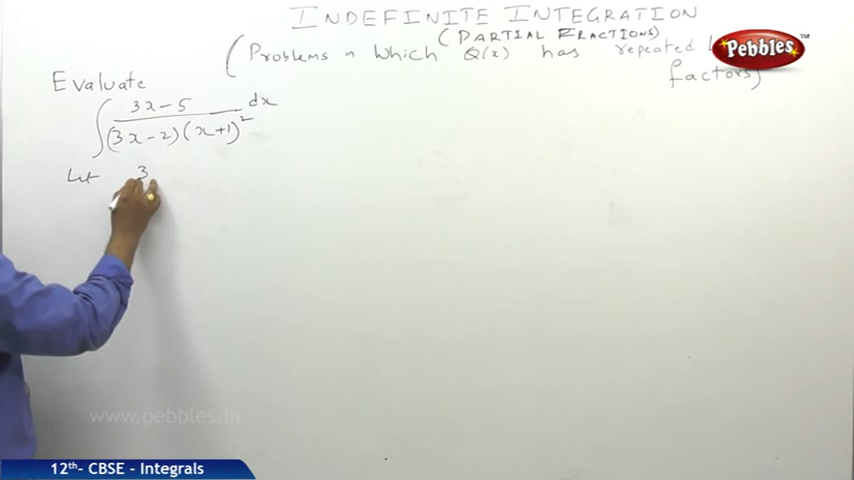 INDEFINITE INTEGRATION
(PARTIAL FRACTIONS)
(Problems in Which Q(x) has repeated
factors)
Pebbles
Evaluate
∫ 3x-5 / (3x-2)(x+1)² dx
Let 3
www.pebbles.in
12th- CBSE - Integrals